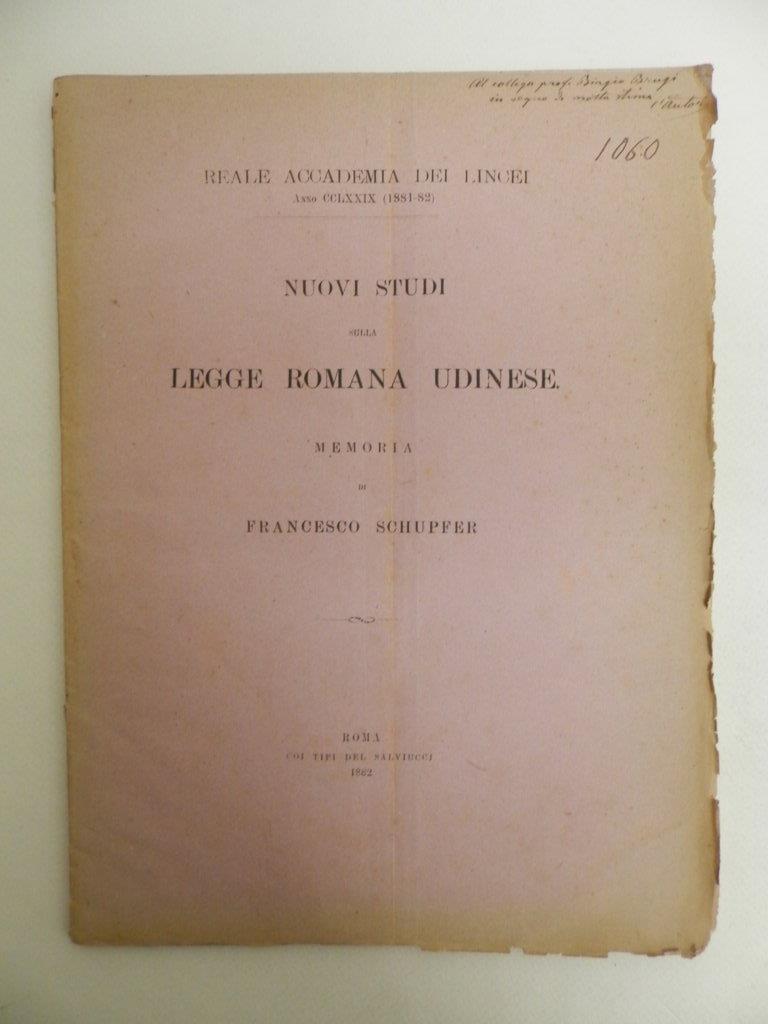 Al collega prof. Biagio Brugi
in segno di molta stima
l'Autore
1060
REALE ACCADEMIA DEI LINCEI
Anno CCLXXIX (1881-82)
NUOVI STUDI
SULLA
LEGGE ROMANA UDINESE.
MEMORIA
DI
FRANCESCO SCHUPFER
ROMA
COI TIPI DEL SALVIUCCI
1882